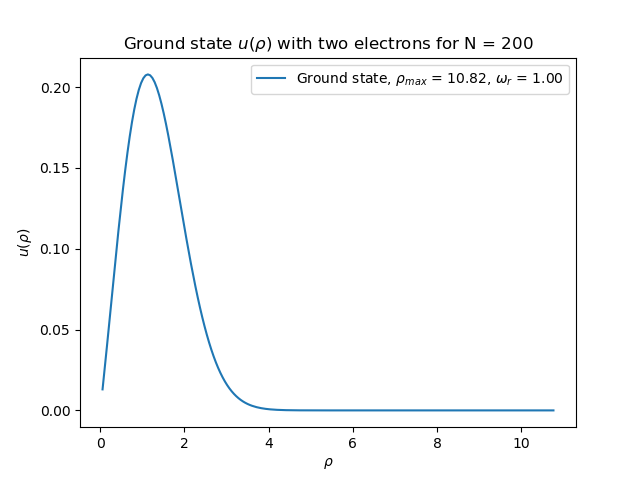 Ground state u(ρ) with two electrons for N = 200
Ground state, ρmax = 10.82, ωr = 1.00
0.20
0.15
0.10
0.05
0.00
u(ρ)
0 2 4 6 8 10
ρ